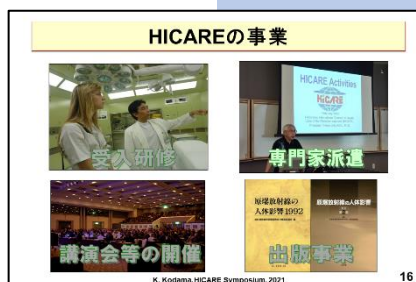 HICAREの事業
受入研修
HICARE Activities
HiCARE
専門家派遣
講演会等の開催
原爆放射線の
人体影響1992
原爆放射線の人体影響
出版事業
K. Kodama, HICARE Symposium, 2021
16